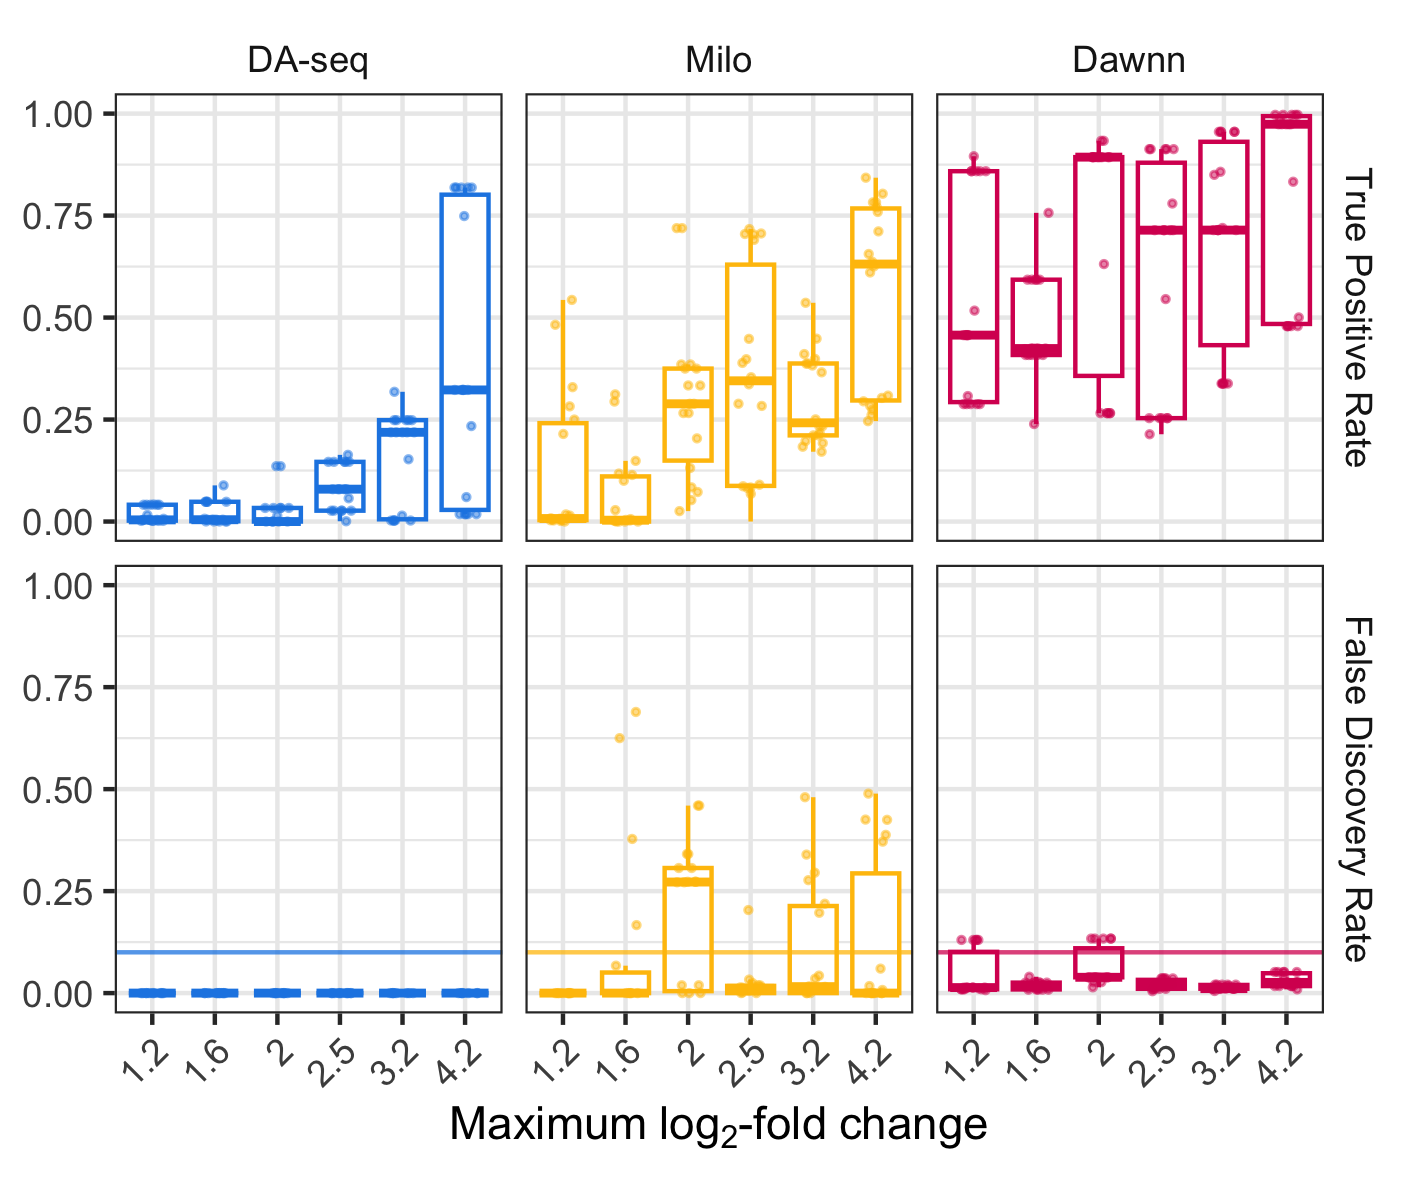 DA-seq Milo Dawnn
1.00
0.75
0.50
0.25
0.00
True Positive Rate
1.00
0.75
0.50
0.25
0.00
False Discovery Rate
1.2 1.6 2 2.5 3.2 4.2 1.2 1.6 2 2.5 3.2 4.2 1.2 1.6 2 2.5 3.2 4.2
Maximum log₂-fold change